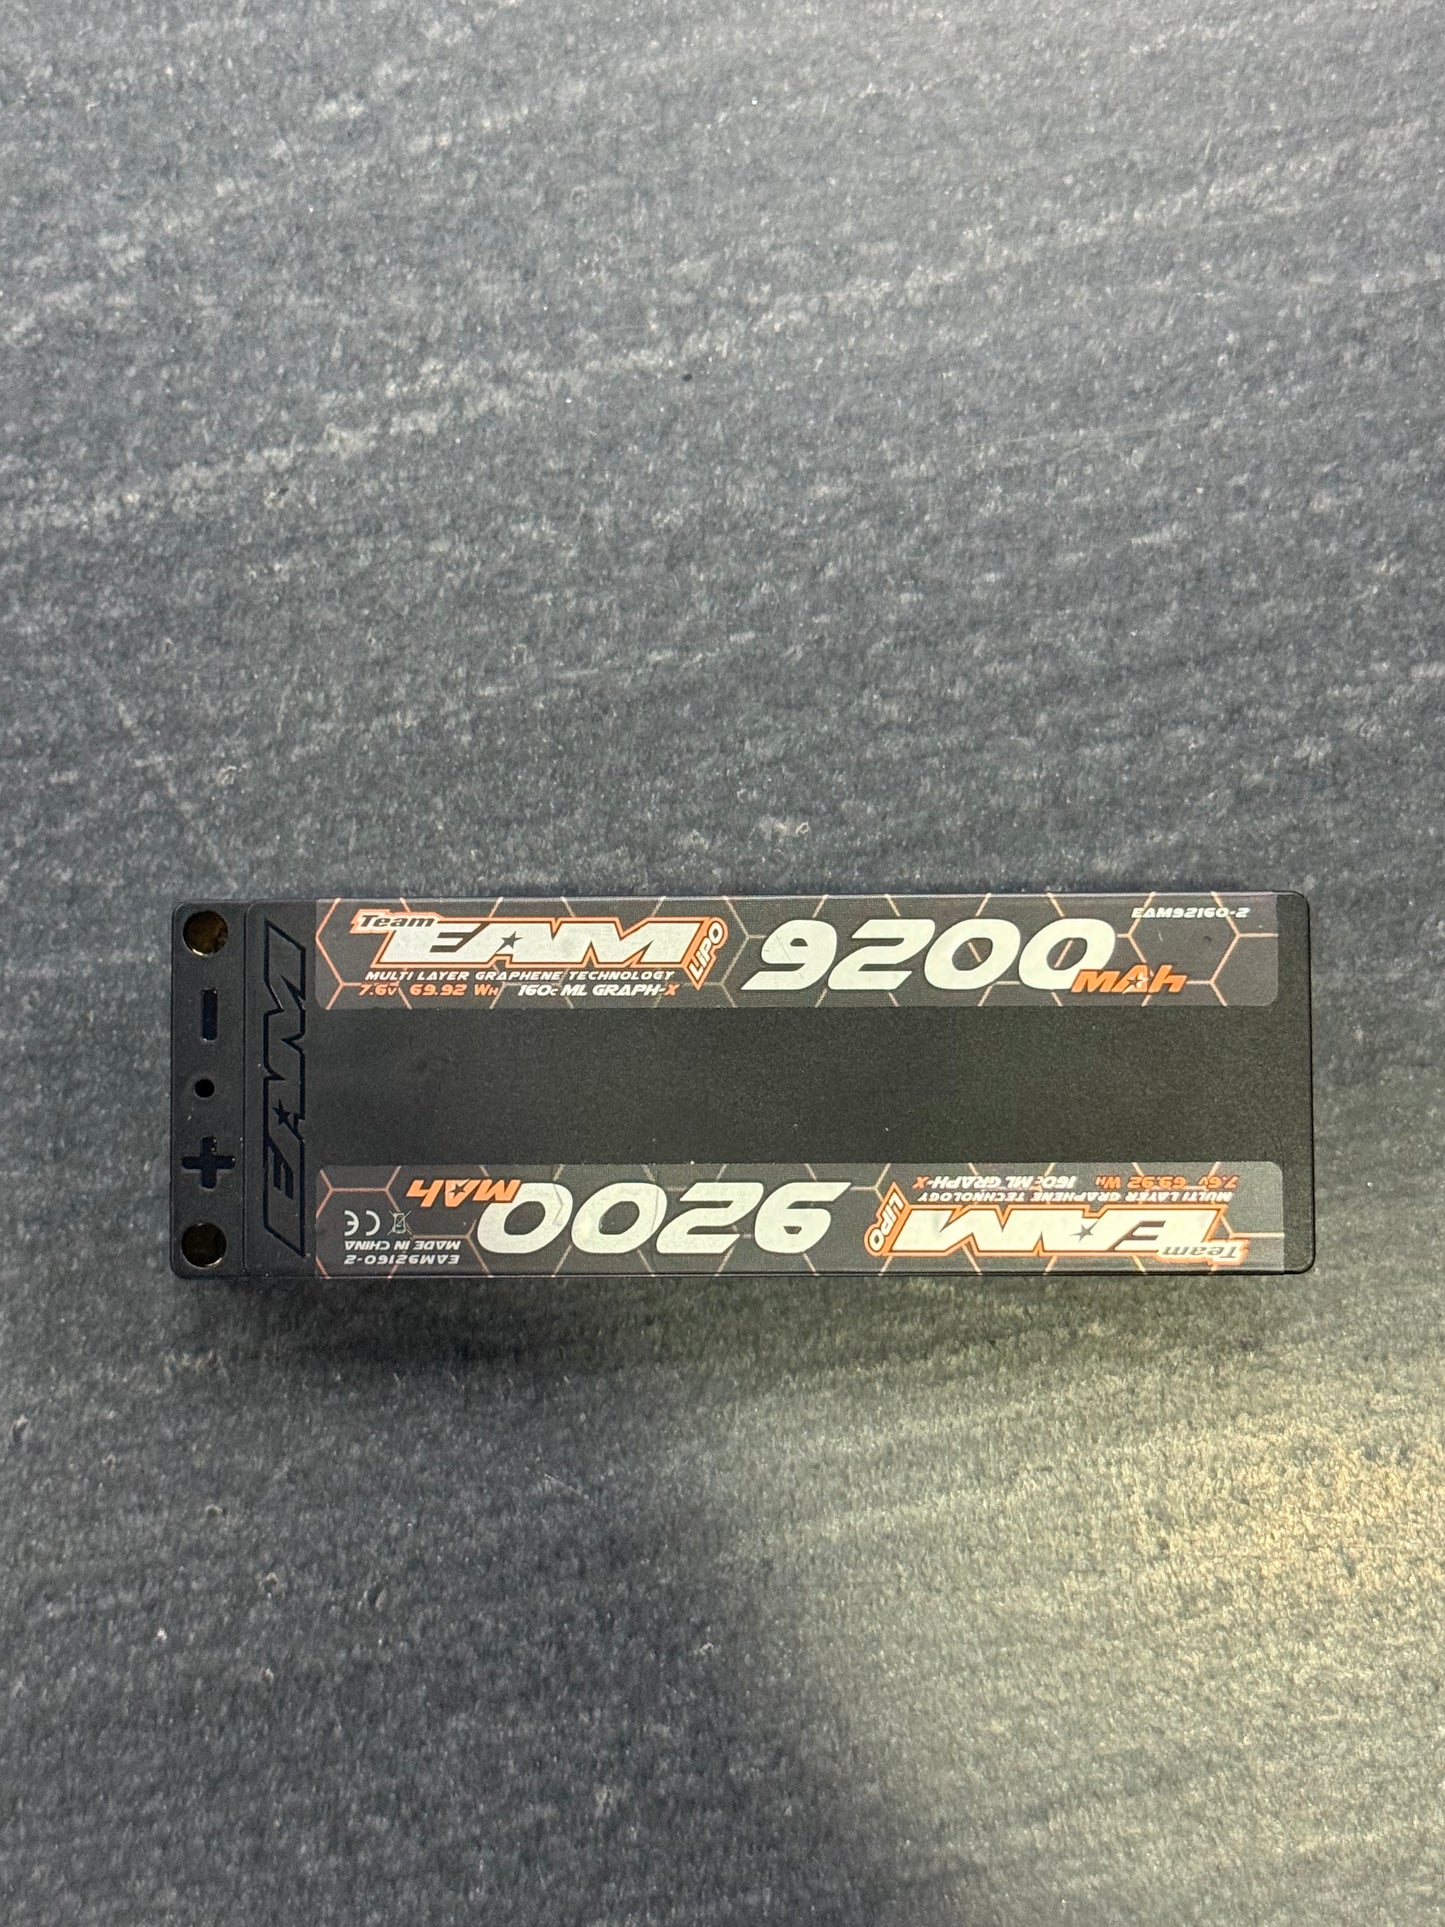 Team
EAM
LIPO
MULTI LAYER GRAPHENE TECHNOLOGY
7.6V 69.92 WH 160C ML GRAPH-X
9200
MAH
EAM92160-2
- +
EAM
Team
EAM
LIPO
MULTI LAYER GRAPHENE TECHNOLOGY
7.6V 69.92 WH 160C ML GRAPH-X
9200
MAH
EAM92160-2
MADE IN CHINA
CE